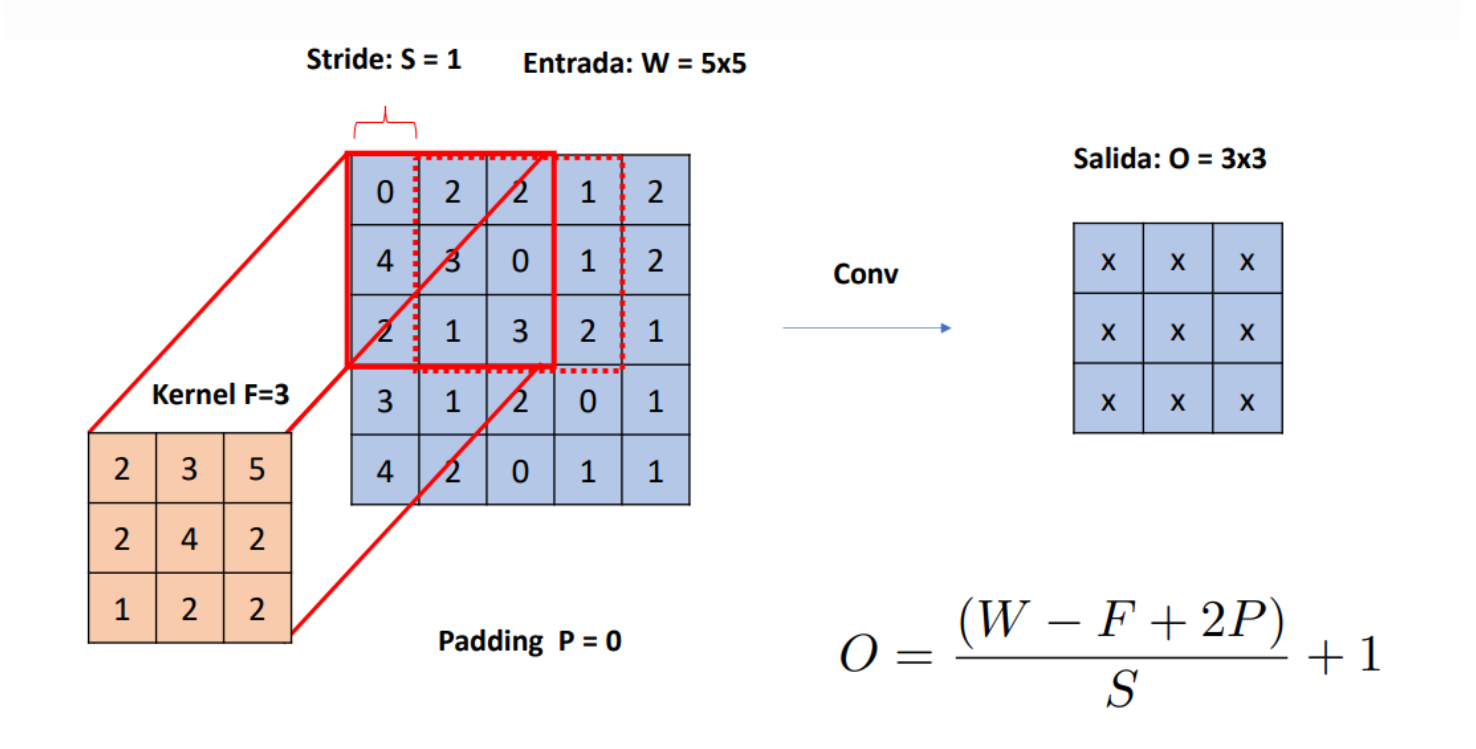 Stride: S = 1
Entrada: W = 5x5
Salida: O = 3x3
0 2 2 1 2
4 3 0 1 2
2 1 3 2 1
3 1 2 0 1
4 2 0 1 1
Conv
x x x
x x x
x x x
Kernel F=3
2 3 5
2 4 2
1 2 2
Padding P = 0
O = (W − F + 2P) / S + 1